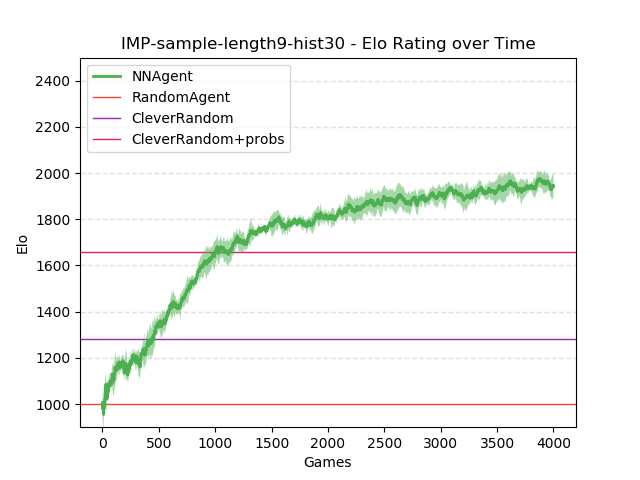 IMP-sample-length9-hist30 - Elo Rating over Time
NNAgent
RandomAgent
CleverRandom
CleverRandom+probs
2400
2200
2000
1800
1600
1400
1200
1000
Elo
0 500 1000 1500 2000 2500 3000 3500 4000
Games